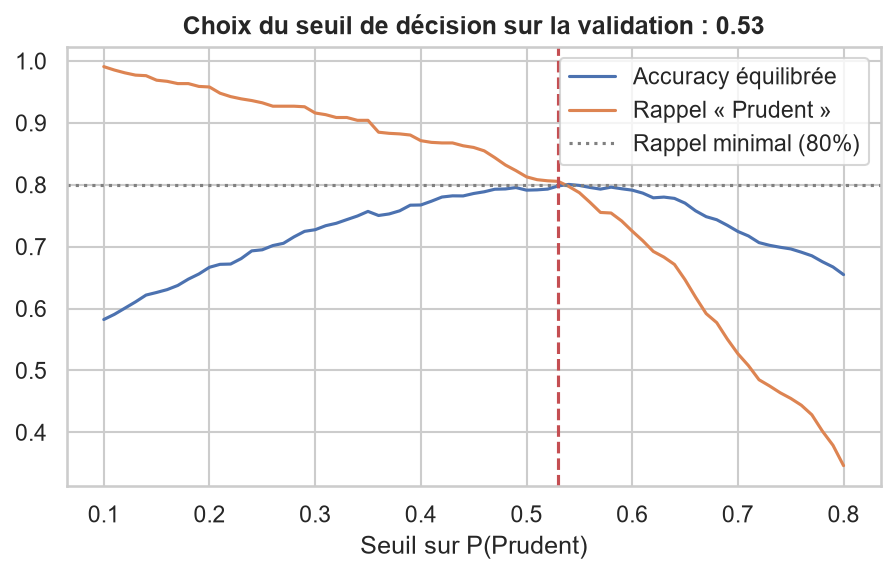 Choix du seuil de décision sur la validation : 0.53
Accuracy équilibrée
Rappel « Prudent »
Rappel minimal (80%)
1.0
0.9
0.8
0.7
0.6
0.5
0.4
0.1 0.2 0.3 0.4 0.5 0.6 0.7 0.8
Seuil sur P(Prudent)